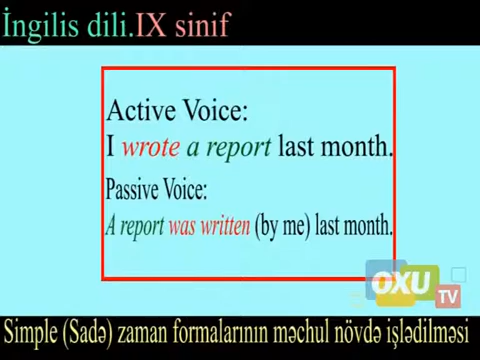 İngilis dili.IX sinif
Active Voice:
I wrote a report last month.
Passive Voice:
A report was written (by me) last month.
OXU
TV
Simple (Sadə) zaman formalarının məchul növdə işlədilməsi